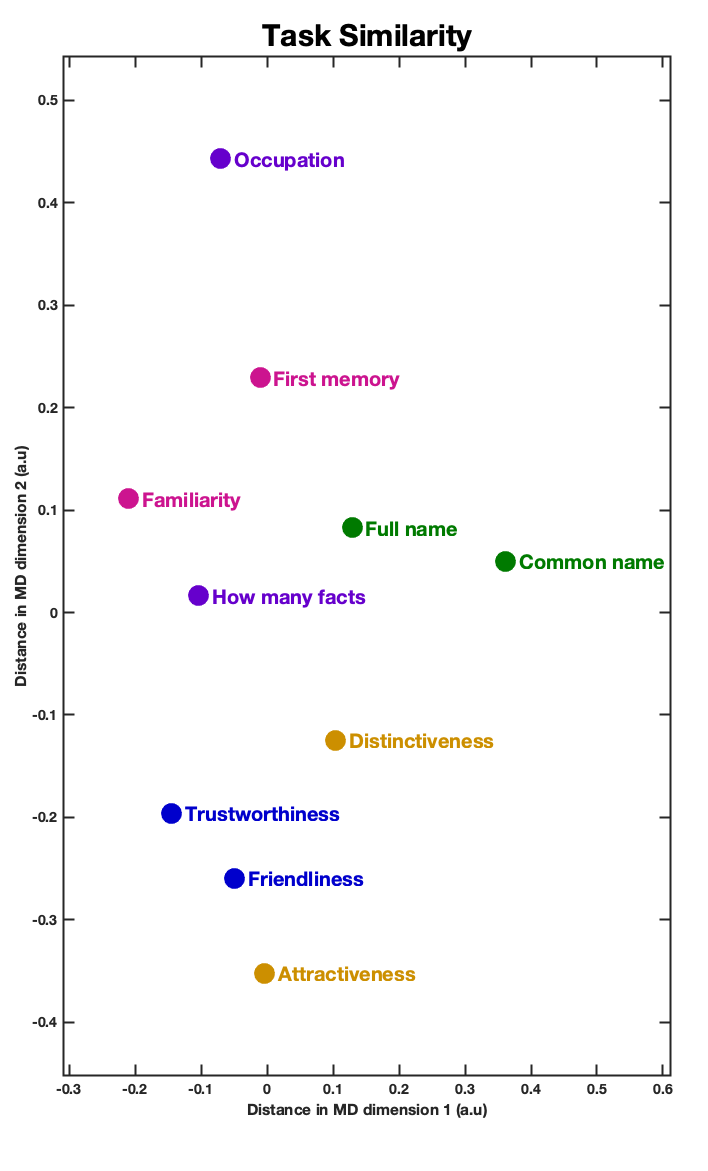 Task Similarity
0.5
Occupation
0.4
0.3
First memory
0.2
Familiarity
0.1
Full name
Common name
How many facts
0
-0.1
Distinctiveness
Trustworthiness
-0.2
Friendliness
-0.3
Attractiveness
-0.4
Distance in MD dimension 2 (a.u)
-0.3 -0.2 -0.1 0 0.1 0.2 0.3 0.4 0.5 0.6
Distance in MD dimension 1 (a.u)